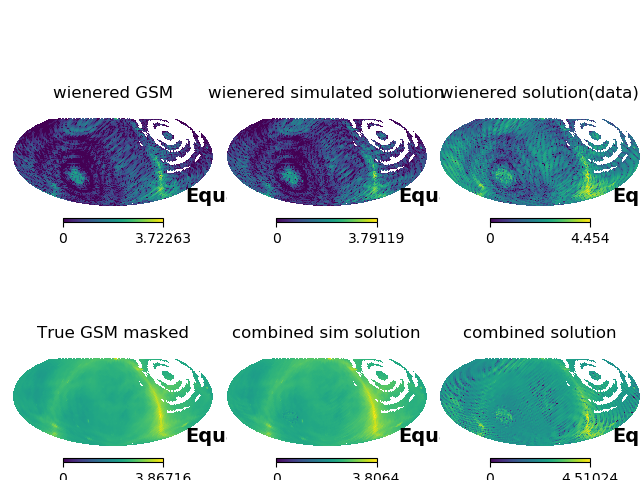 wienered GSM wienered simulated solution wienered solution(data)
Equ Equ Eq
0 3.72263 0 3.79119 0 4.454
True GSM masked combined sim solution combined solution
Equ Equ Eq
0 3.86716 0 3.8064 0 4.51024